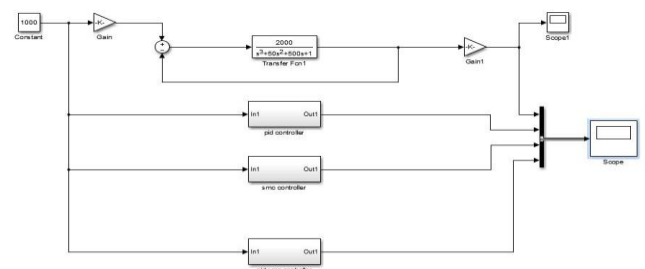 1000
Constant
-K-
Gain
2000
s³+50s²+500s+1
Transfer Fcn1
-K-
Gain1
Scope1
In1 Out1
pid controller
In1 Out1
smc controller
Scope
In1 Out1